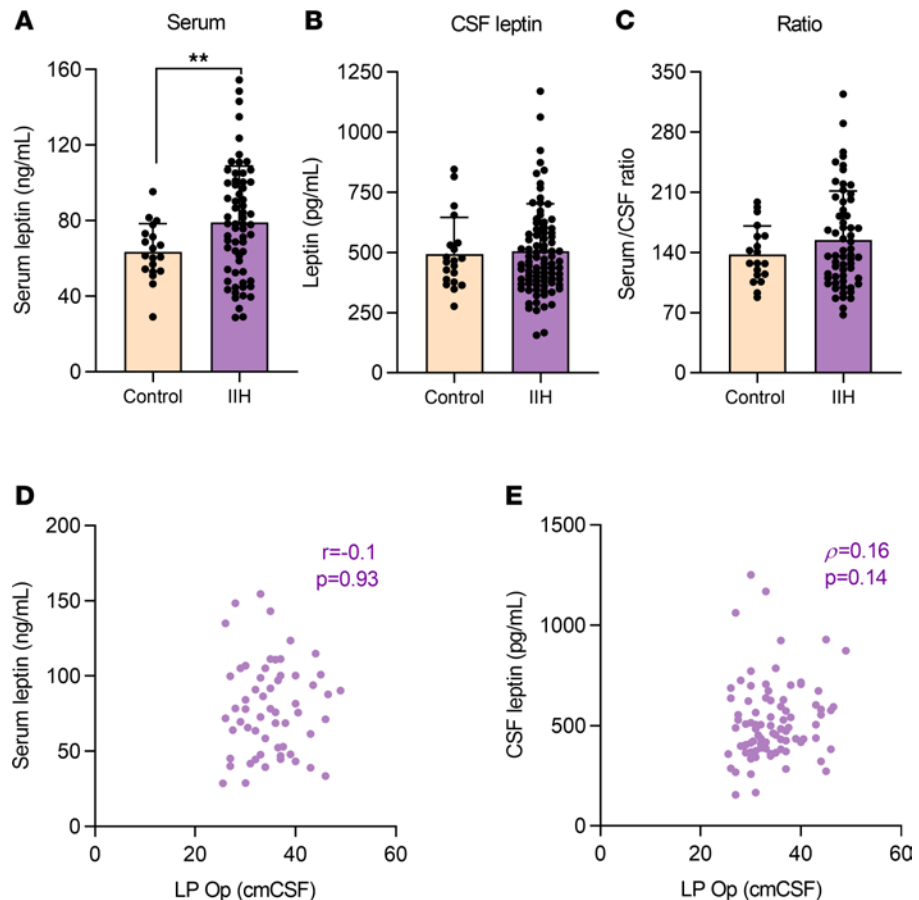 A
Serum
**
Serum leptin (ng/mL)
160
120
80
40
0
Control
IIH
B
CSF leptin
Leptin (pg/mL)
1250
1000
750
500
250
0
Control
IIH
C
Ratio
Serum/CSF ratio
350
280
210
140
70
0
Control
IIH
D
Serum leptin (ng/mL)
200
150
100
50
0
r=-0.1
p=0.93
0
20
40
60
LP Op (cmCSF)
E
CSF leptin (pg/mL)
1500
1000
500
0
ρ=0.16
p=0.14
0
20
40
60
LP Op (cmCSF)